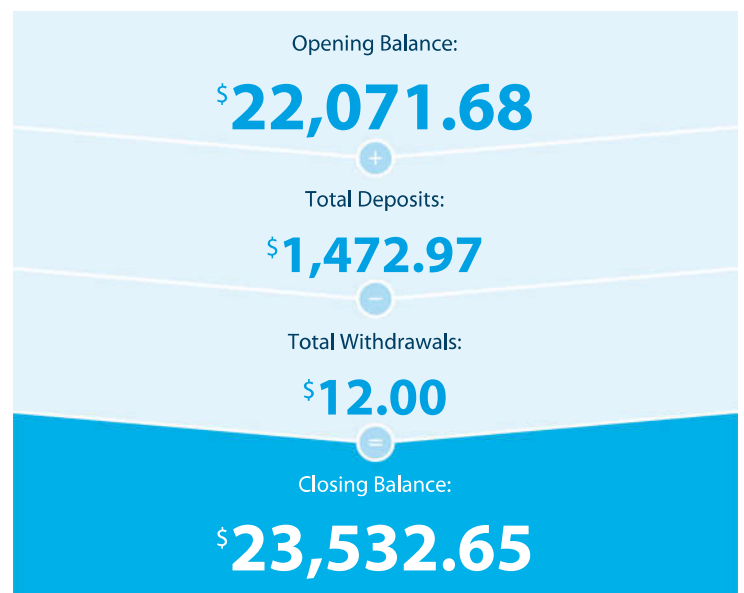 Opening Balance:
$22,071.68
+
Total Deposits:
$1,472.97
−
Total Withdrawals:
$12.00
=
Closing Balance:
$23,532.65